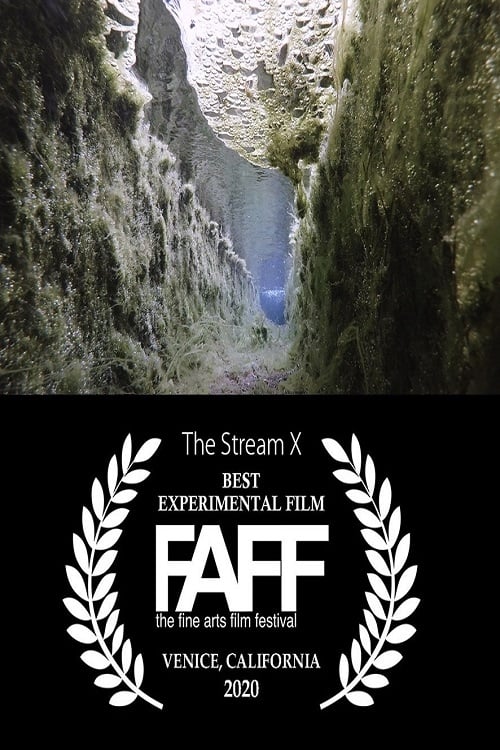 The Stream X
BEST
EXPERIMENTAL FILM
FAFF
the fine arts film festival
VENICE, CALIFORNIA
2020